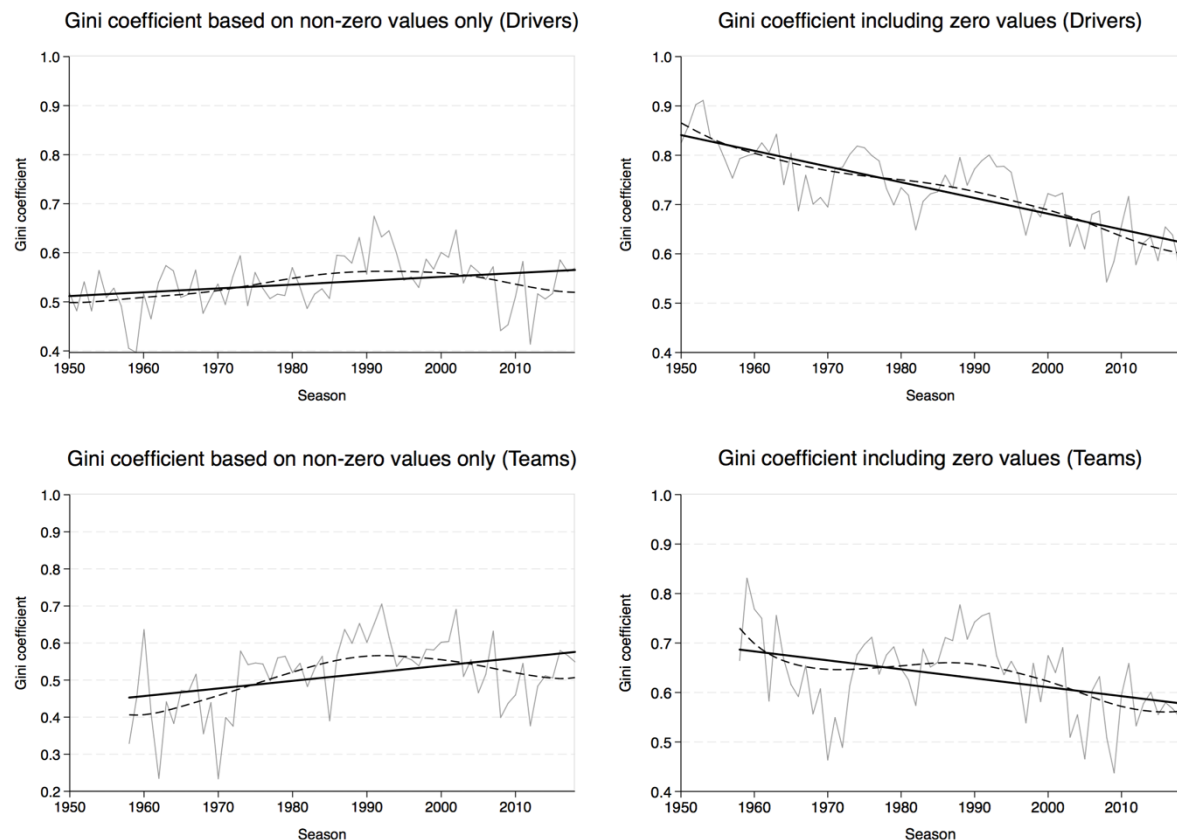 Gini coefficient based on non-zero values only (Drivers)
1.0
0.9
0.8
0.7
0.6
0.5
0.4
Gini coefficient
1950 1960 1970 1980 1990 2000 2010
Season
Gini coefficient including zero values (Drivers)
1.0
0.9
0.8
0.7
0.6
0.5
0.4
Gini coefficient
1950 1960 1970 1980 1990 2000 2010
Season
Gini coefficient based on non-zero values only (Teams)
1.0
0.9
0.8
0.7
0.6
0.5
0.4
0.3
0.2
Gini coefficient
1950 1960 1970 1980 1990 2000 2010
Season
Gini coefficient including zero values (Teams)
1.0
0.9
0.8
0.7
0.6
0.5
0.4
Gini coefficient
1950 1960 1970 1980 1990 2000 2010
Season